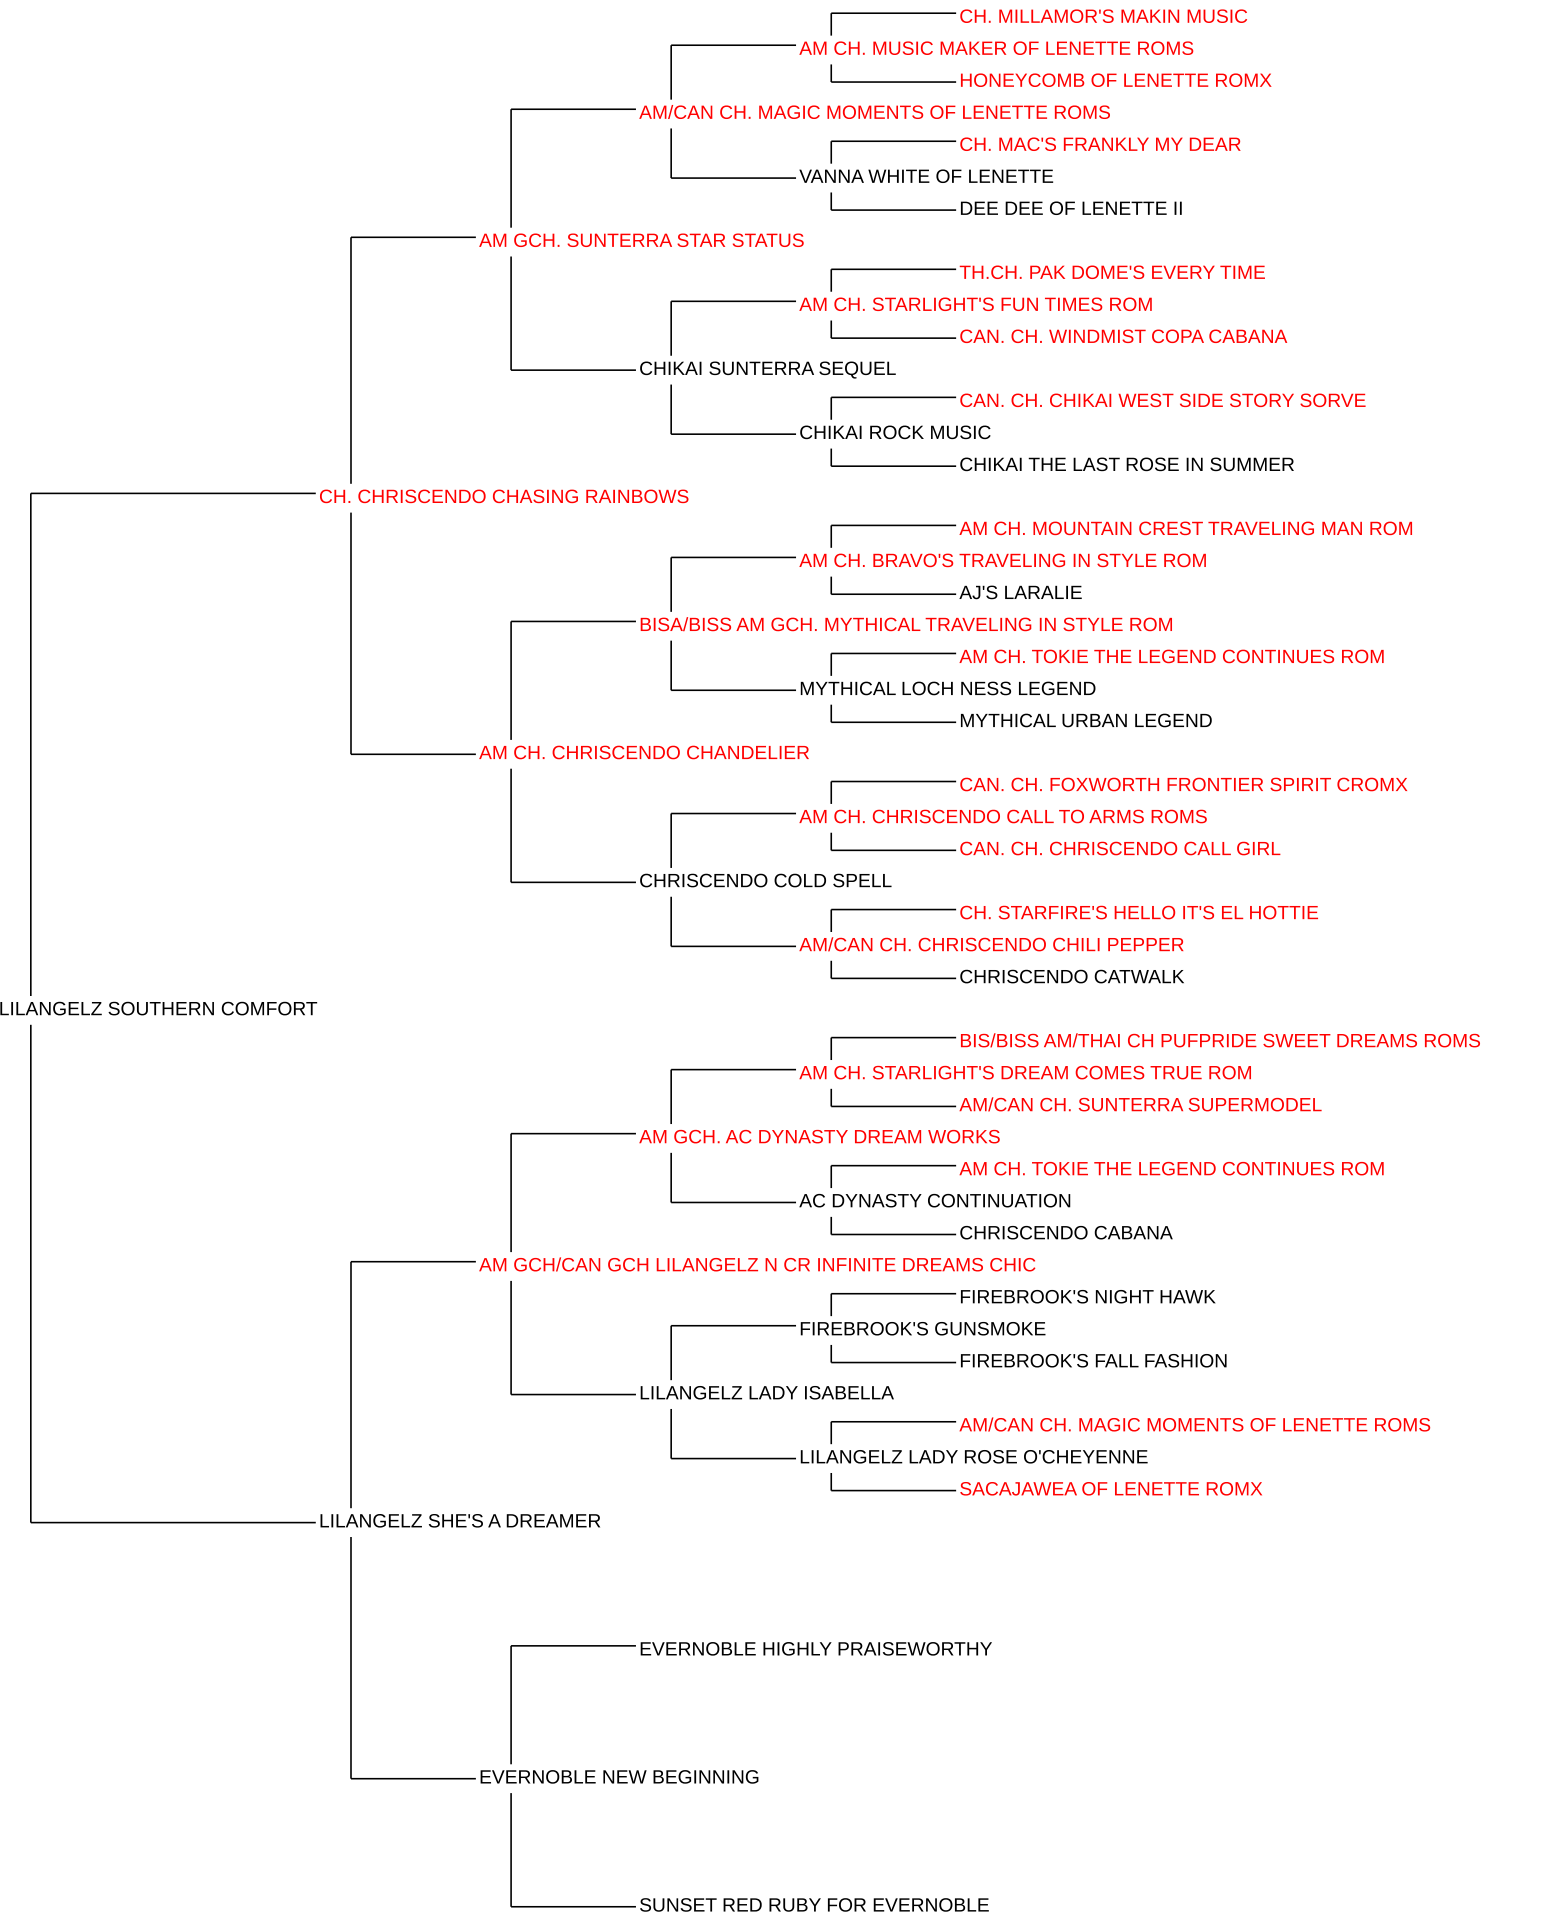 CH. MILLAMOR'S MAKIN MUSIC
AM CH. MUSIC MAKER OF LENETTE ROMS
HONEYCOMB OF LENETTE ROMX
AM/CAN CH. MAGIC MOMENTS OF LENETTE ROMS
CH. MAC'S FRANKLY MY DEAR
VANNA WHITE OF LENETTE
DEE DEE OF LENETTE II
AM GCH. SUNTERRA STAR STATUS
TH.CH. PAK DOME'S EVERY TIME
AM CH. STARLIGHT'S FUN TIMES ROM
CAN. CH. WINDMIST COPA CABANA
CHIKAI SUNTERRA SEQUEL
CAN. CH. CHIKAI WEST SIDE STORY SORVE
CHIKAI ROCK MUSIC
CHIKAI THE LAST ROSE IN SUMMER
CH. CHRISCENDO CHASING RAINBOWS
AM CH. MOUNTAIN CREST TRAVELING MAN ROM
AM CH. BRAVO'S TRAVELING IN STYLE ROM
AJ'S LARALIE
BISA/BISS AM GCH. MYTHICAL TRAVELING IN STYLE ROM
AM CH. TOKIE THE LEGEND CONTINUES ROM
MYTHICAL LOCH NESS LEGEND
MYTHICAL URBAN LEGEND
AM CH. CHRISCENDO CHANDELIER
CAN. CH. FOXWORTH FRONTIER SPIRIT CROMX
AM CH. CHRISCENDO CALL TO ARMS ROMS
CAN. CH. CHRISCENDO CALL GIRL
CHRISCENDO COLD SPELL
CH. STARFIRE'S HELLO IT'S EL HOTTIE
AM/CAN CH. CHRISCENDO CHILI PEPPER
CHRISCENDO CATWALK
LILANGELZ SOUTHERN COMFORT
BIS/BISS AM/THAI CH PUFPRIDE SWEET DREAMS ROMS
AM CH. STARLIGHT'S DREAM COMES TRUE ROM
AM/CAN CH. SUNTERRA SUPERMODEL
AM GCH. AC DYNASTY DREAM WORKS
AM CH. TOKIE THE LEGEND CONTINUES ROM
AC DYNASTY CONTINUATION
CHRISCENDO CABANA
AM GCH/CAN GCH LILANGELZ N CR INFINITE DREAMS CHIC
FIREBROOK'S NIGHT HAWK
FIREBROOK'S GUNSMOKE
FIREBROOK'S FALL FASHION
LILANGELZ LADY ISABELLA
AM/CAN CH. MAGIC MOMENTS OF LENETTE ROMS
LILANGELZ LADY ROSE O'CHEYENNE
SACAJAWEA OF LENETTE ROMX
LILANGELZ SHE'S A DREAMER
EVERNOBLE HIGHLY PRAISEWORTHY
EVERNOBLE NEW BEGINNING
SUNSET RED RUBY FOR EVERNOBLE